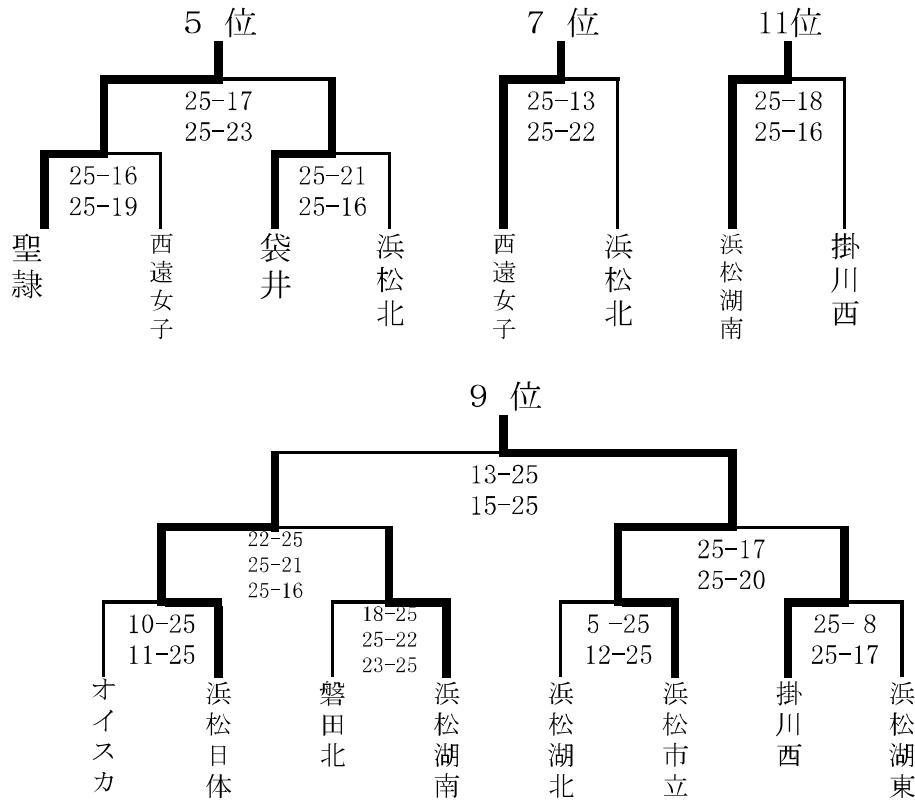 5 位
7 位
11位
25-17
25-23
25-13
25-22
25-18
25-16
25-16
25-19
25-21
25-16
聖隷
西遠女子
袋井
浜松北
西遠女子
浜松北
浜松湖南
掛川西
9 位
13-25
15-25
22-25
25-21
25-16
25-17
25-20
10-25
11-25
18-25
25-22
23-25
5 -25
12-25
25- 8
25-17
オイスカ
浜松日体
磐田北
浜松湖南
浜松湖北
浜松市立
掛川西
浜松湖東